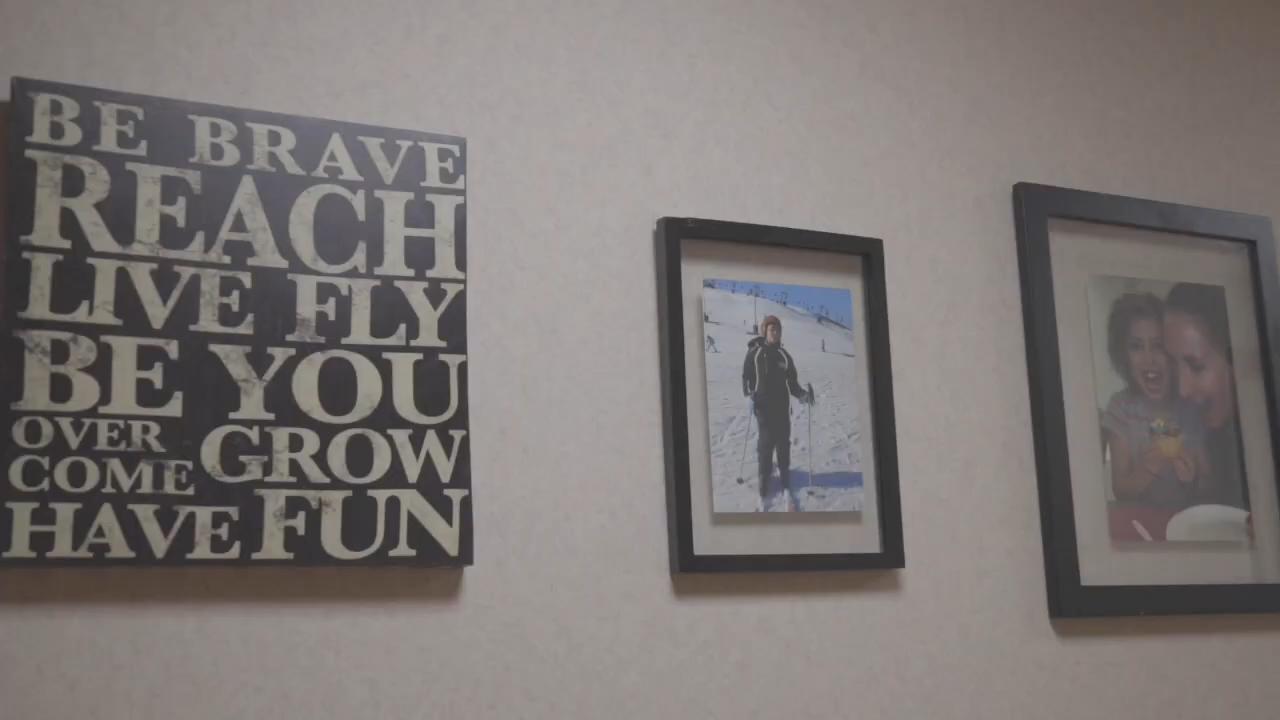 BE BRAVE
REACH
LIVE FLY
BE YOU
OVER
COME GROW
HAVE FUN